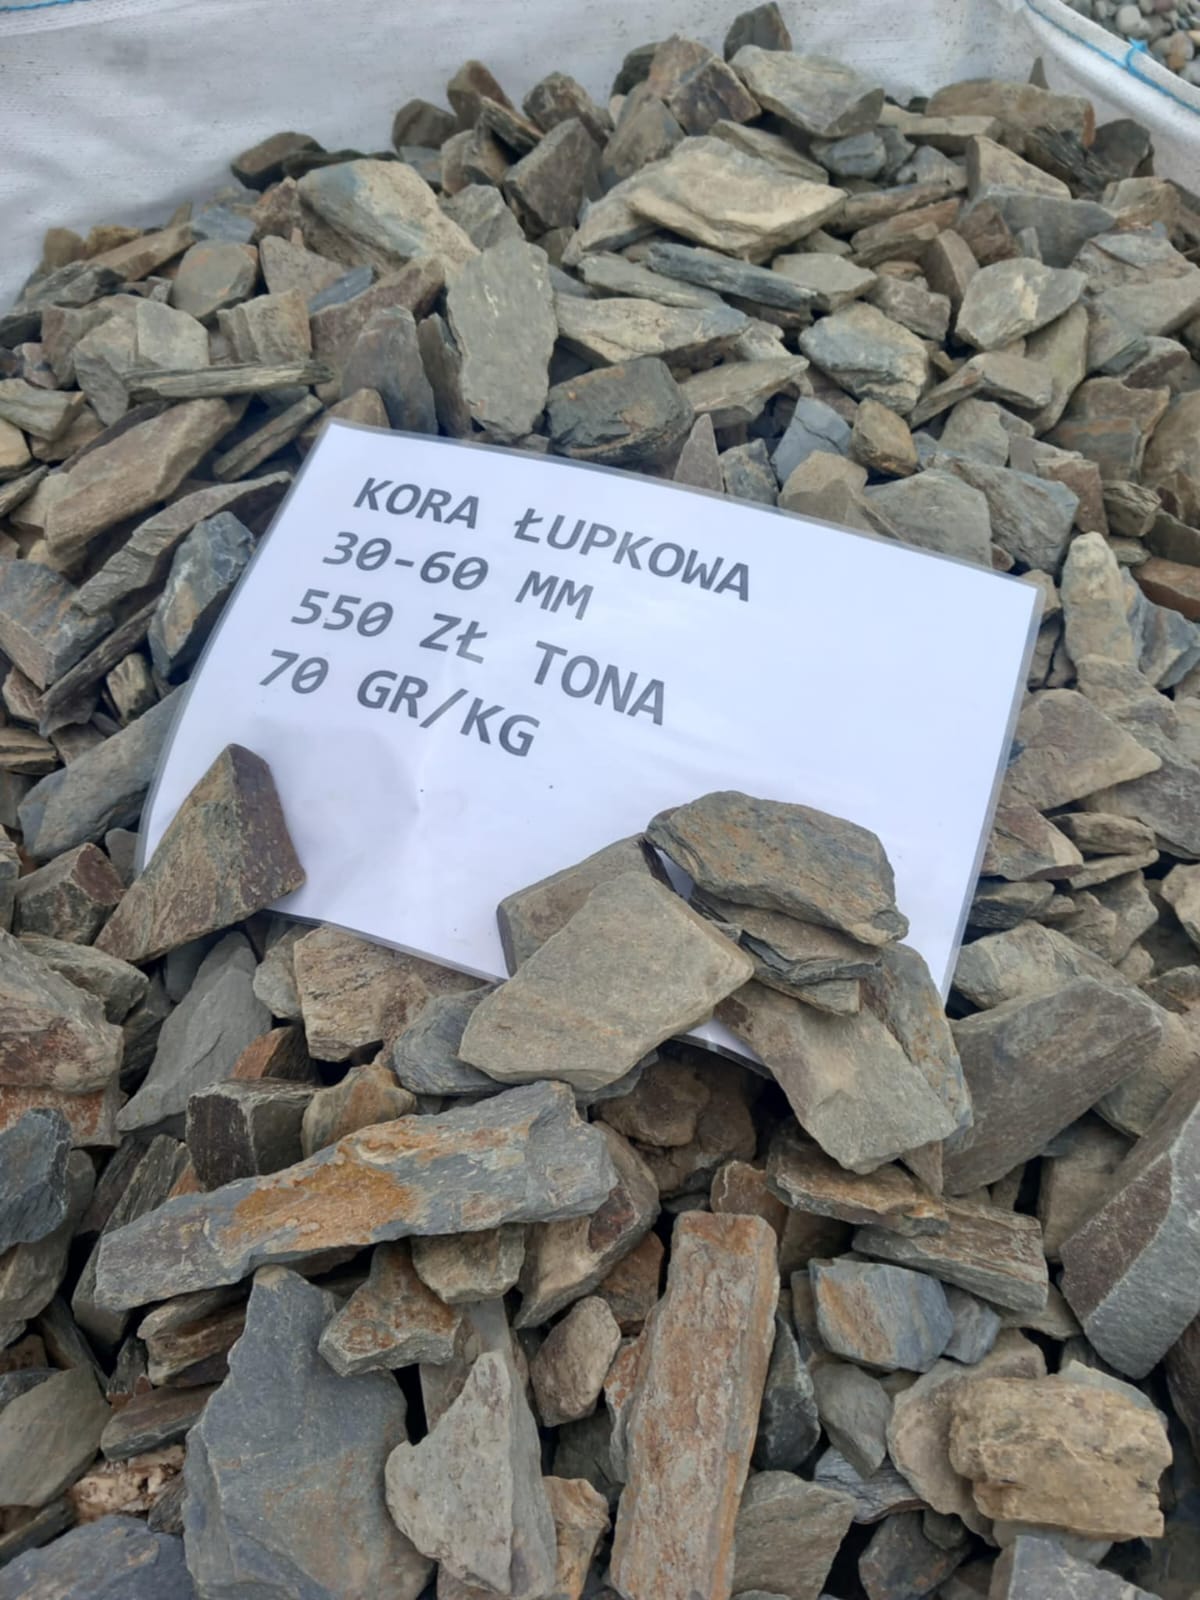 KORA ŁUPKOWA
30-60 MM
550 ZŁ TONA
70 GR/KG